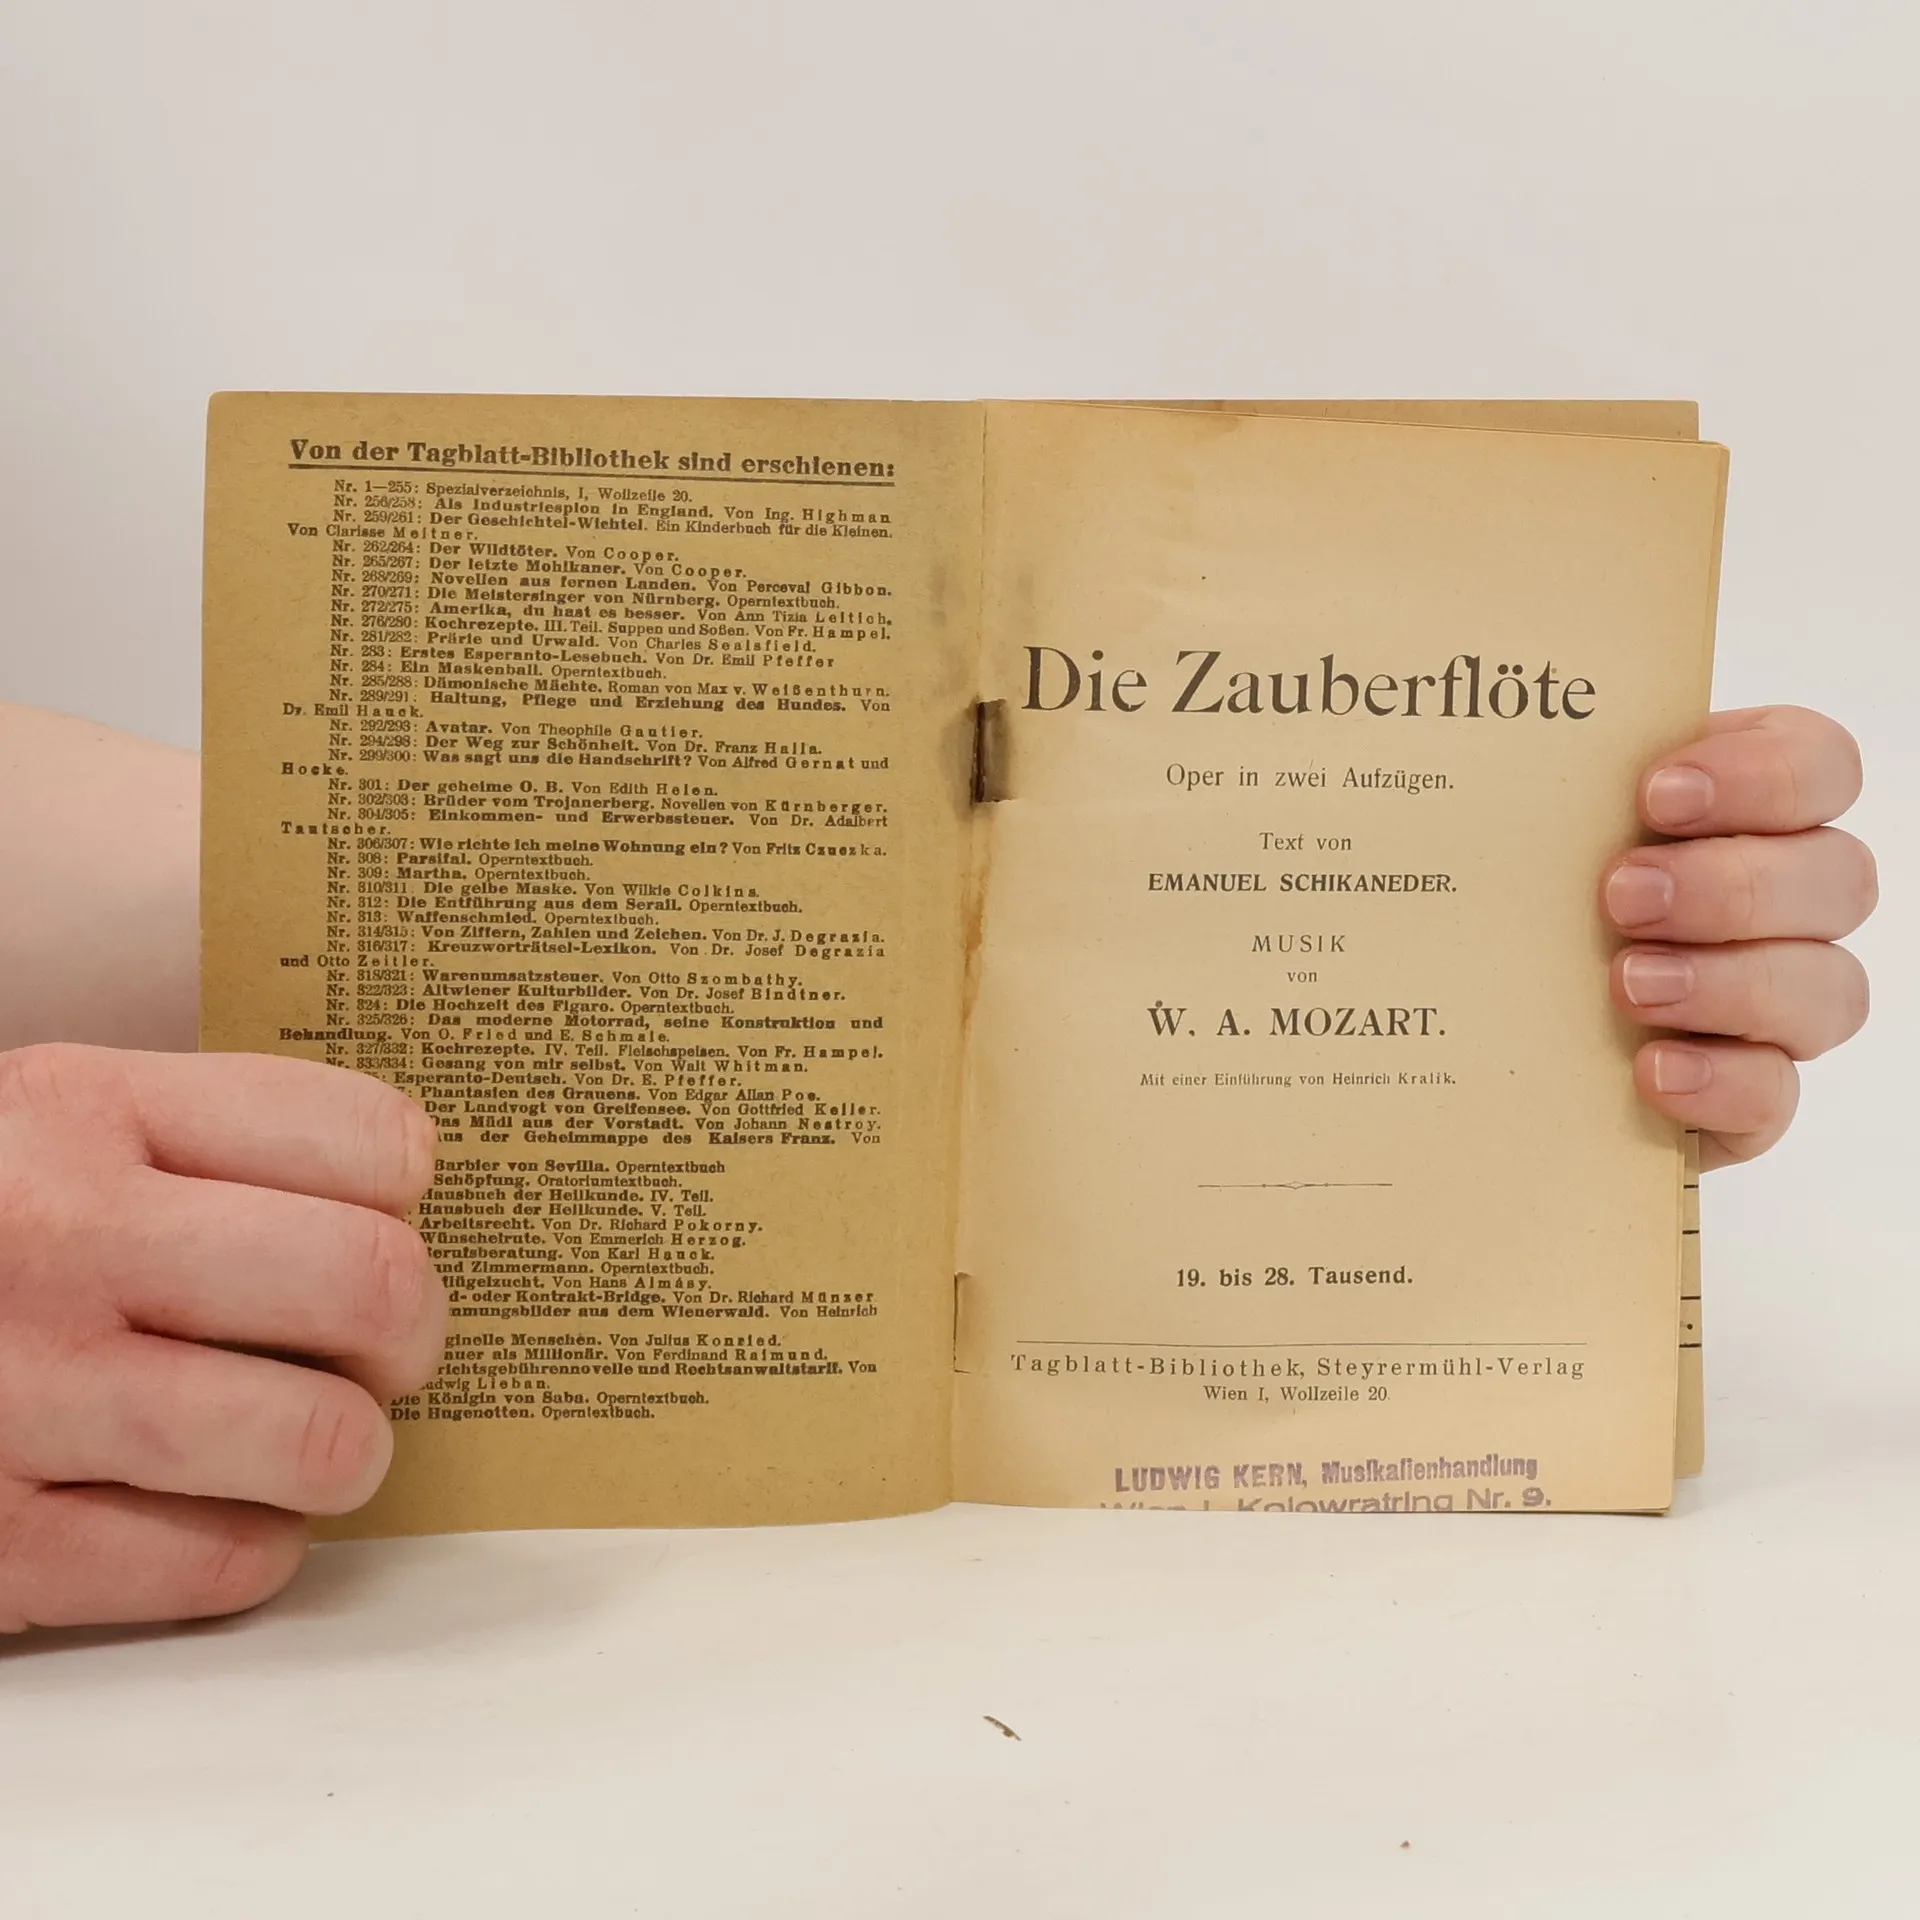 Von der Tagblatt-Bibliothek sind erschienen:
Nr. 1—255: Spezialverzeichnis, I, Wollzeile 20.
Nr. 256/258: Als Industriespion in England. Von Ing. Highman
Nr. 259/261: Der Geschichtel-Wichtel. Ein Kinderbuch für die Kleinen.
Von Clarisse Meitner.
Nr. 262/264: Der Wildtöter. Von Cooper.
Nr. 265/267: Der letzte Mohikaner. Von Cooper.
Nr. 268/269: Novellen aus fernen Landen. Von Perceval Gibbon.
Nr. 270/271: Die Meistersinger von Nürnberg. Operntextbuch.
Nr. 272/275: Amerika, du hast es besser. Von Ann Tizia Leitich.
Nr. 276/280: Kochrezepte. III. Teil. Suppen und Soßen. Von Fr. Hampel.
Nr. 281/282: Prärie und Urwald. Von Charles Sealsfield.
Nr. 283: Erstes Esperanto-Lesebuch. Von Dr. Emil Pfeffer
Nr. 284: Ein Maskenball. Operntextbuch.
Nr. 285/288: Dämonische Mächte. Roman von Max v. Weißenthurn.
Nr. 289/291: Haltung, Pflege und Erziehung des Hundes. Von
Dr. Emil Hauck.
Nr. 292/293: Avatar. Von Theophile Gautier.
Nr. 294/298: Der Weg zur Schönheit. Von Dr. Franz Halla.
Nr. 299/300: Was sagt uns die Handschrift? Von Alfred Gernat und
Hocke.
Nr. 301: Der geheime O. B. Von Edith Helen.
Nr. 302/303: Brüder vom Trojanerberg. Novellen von Kürnberger.
Nr. 304/305: Einkommen- und Erwerbssteuer. Von Dr. Adalbert
Tautscher.
Nr. 306/307: Wie richte ich meine Wohnung ein? Von Fritz Czuczka.
Nr. 308: Parsifal. Operntextbuch.
Nr. 309: Martha. Operntextbuch.
Nr. 310/311. Die gelbe Maske. Von Wilkie Colkins.
Nr. 312: Die Entführung aus dem Serail. Operntextbuch.
Nr. 313: Waffenschmied. Operntextbuch.
Nr. 314/315: Von Ziffern, Zahlen und Zeichen. Von Dr. J. Degrazia.
Nr. 316/317: Kreuzworträtsel-Lexikon. Von Dr. Josef Degrazia
und Otto Zeitler.
Nr. 318/321: Warenumsatzsteuer. Von Otto Szombathy.
Nr. 322/323: Altwiener Kulturbilder. Von Dr. Josef Bindtner.
Nr. 324: Die Hochzeit des Figaro. Operntextbuch.
Nr. 325/326: Das moderne Motorrad, seine Konstruktion und
Behandlung. Von O. Fried und E. Schmale.
Nr. 327/332: Kochrezepte. IV. Teil. Fleischspeisen. Von Fr. Hampel.
Nr. 333/334: Gesang von mir selbst. Von Walt Whitman.
Esperanto-Deutsch. Von Dr. E. Pfeffer.
Phantasien des Grauens. Von Edgar Allan Poe.
Der Landvogt von Greifensee. Von Gottfried Keller.
Das Mädl aus der Vorstadt. Von Johann Nestroy.
Aus der Geheimmappe des Kaisers Franz. Von
Barbier von Sevilla. Operntextbuch
Schöpfung. Oratoriumtextbuch.
Hausbuch der Heilkunde. IV. Teil.
Hausbuch der Heilkunde. V. Teil.
Arbeitsrecht. Von Dr. Richard Pokorny.
Wünschelrute. Von Emmerich Herzog.
Berufsberatung. Von Karl Hauck.
und Zimmermann. Operntextbuch.
flügelzucht. Von Hans Almásy.
d- oder Kontrakt-Bridge. Von Dr. Richard Münzer
mmungsbilder aus dem Wienerwald. Von Heinrich
ginelle Menschen. Von Julius Konried.
auer als Millionär. Von Ferdinand Raimund.
richtsgebührennovelle und Rechtsanwaltstarif. Von
Ludwig Lieban.
Die Königin von Saba. Operntextbuch.
Die Hugenotten. Operntextbuch.
Die Zauberflöte
Oper in zwei Aufzügen.
Text von
EMANUEL SCHIKANEDER.
MUSIK
von
W. A. MOZART.
Mit einer Einführung von Heinrich Kralik.
19. bis 28. Tausend.
Tagblatt-Bibliothek, Steyrermühl-Verlag
Wien I, Wollzeile 20.
LUDWIG KERN, Musikalienhandlung
Wien I. Kolowratring Nr. 9.